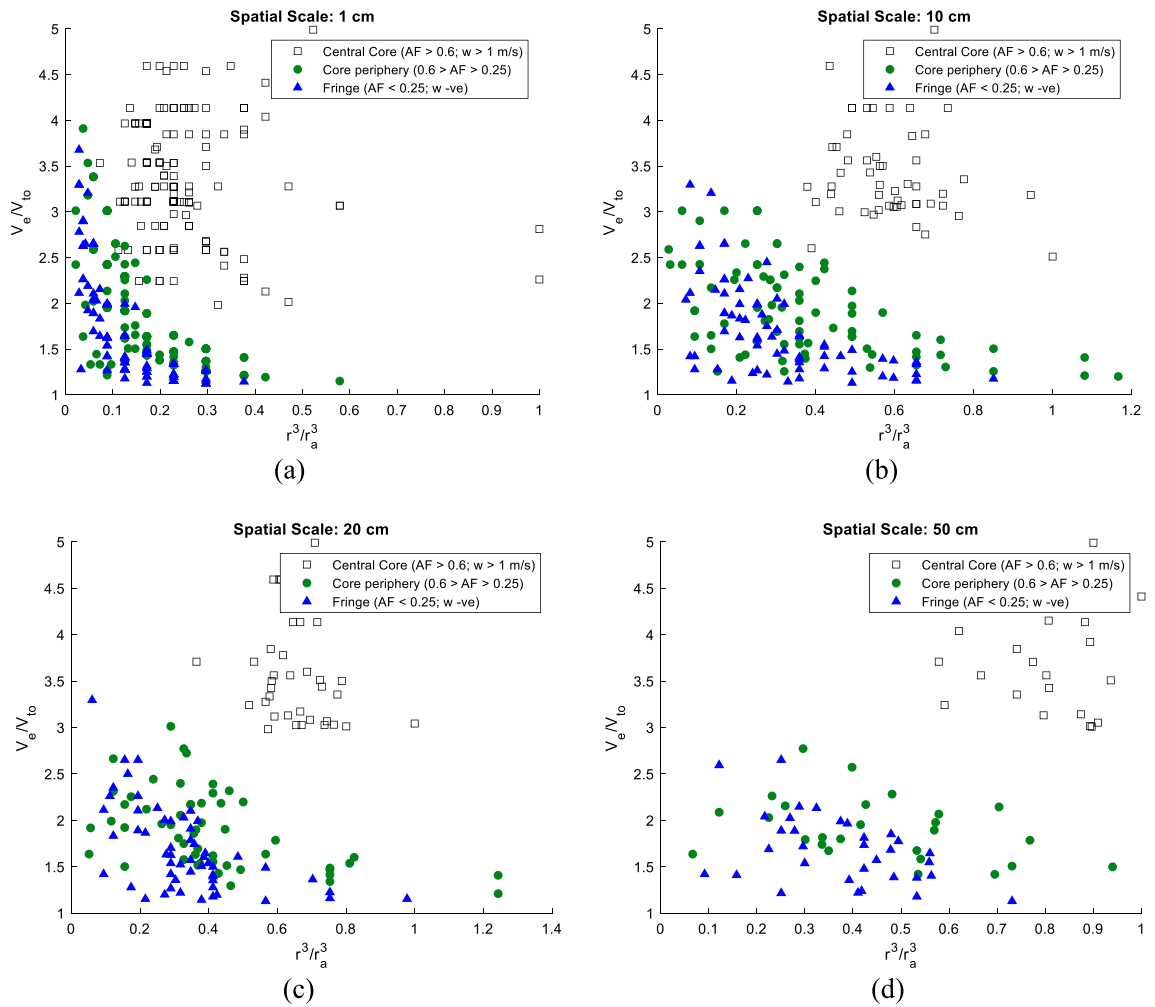 Spatial Scale: 1 cm
5
4.5
4
3.5
3
2.5
2
1.5
1
V_e/V_to
Central Core (AF > 0.6; w > 1 m/s)
Core periphery (0.6 > AF > 0.25)
Fringe (AF < 0.25; w -ve)
0 0.1 0.2 0.3 0.4 0.5 0.6 0.7 0.8 0.9 1
r^3/r_a^3
(a)
Spatial Scale: 10 cm
5
4.5
4
3.5
3
2.5
2
1.5
1
V_e/V_to
Central Core (AF > 0.6; w > 1 m/s)
Core periphery (0.6 > AF > 0.25)
Fringe (AF < 0.25; w -ve)
0 0.2 0.4 0.6 0.8 1 1.2
r^3/r_a^3
(b)
Spatial Scale: 20 cm
5
4.5
4
3.5
3
2.5
2
1.5
1
V_e/V_to
Central Core (AF > 0.6; w > 1 m/s)
Core periphery (0.6 > AF > 0.25)
Fringe (AF < 0.25; w -ve)
0 0.2 0.4 0.6 0.8 1 1.2 1.4
r^3/r_a^3
(c)
Spatial Scale: 50 cm
5
4.5
4
3.5
3
2.5
2
1.5
1
V_e/V_to
Central Core (AF > 0.6; w > 1 m/s)
Core periphery (0.6 > AF > 0.25)
Fringe (AF < 0.25; w -ve)
0 0.1 0.2 0.3 0.4 0.5 0.6 0.7 0.8 0.9 1
r^3/r_a^3
(d)